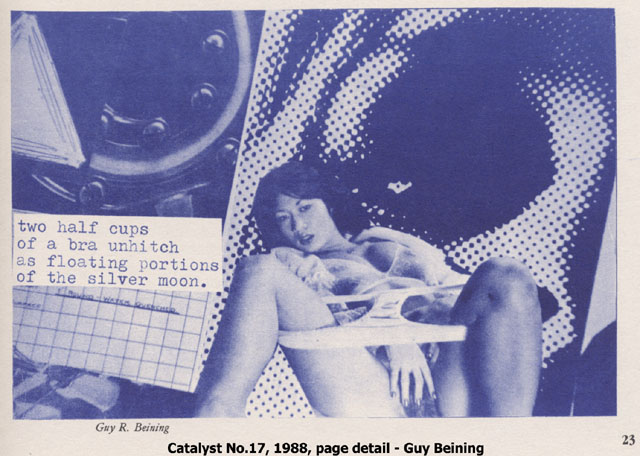 two half cups
of a bra unhitch
as floating portions
of the silver moon.
Guy R. Beining
23
Catalyst No.17, 1988, page detail - Guy Beining